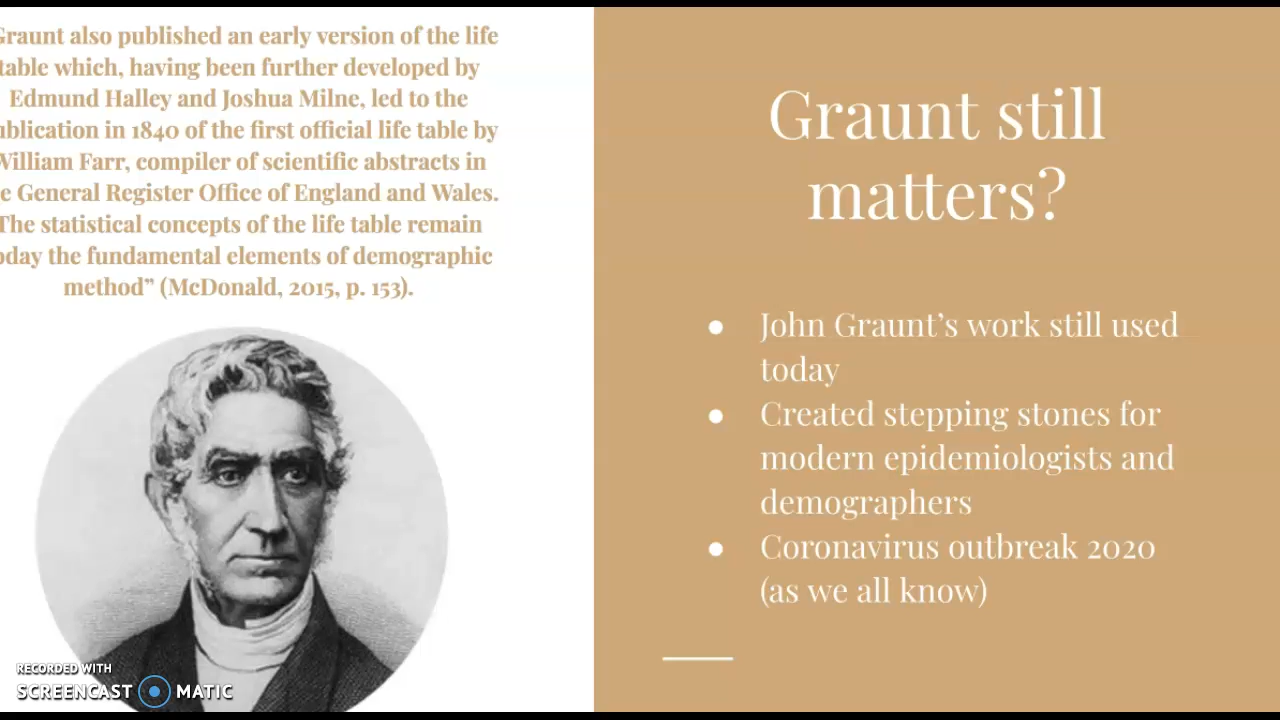 Graunt also published an early version of the life
table which, having been further developed by
Edmund Halley and Joshua Milne, led to the
ublication in 1840 of the first official life table by
William Farr, compiler of scientific abstracts in
e General Register Office of England and Wales.
The statistical concepts of the life table remain
oday the fundamental elements of demographic
method” (McDonald, 2015, p. 153).
Graunt still
matters?
● John Graunt’s work still used
today
● Created stepping stones for
modern epidemiologists and
demographers
● Coronavirus outbreak 2020
(as we all know)
RECORDED WITH
SCREENCAST MATIC